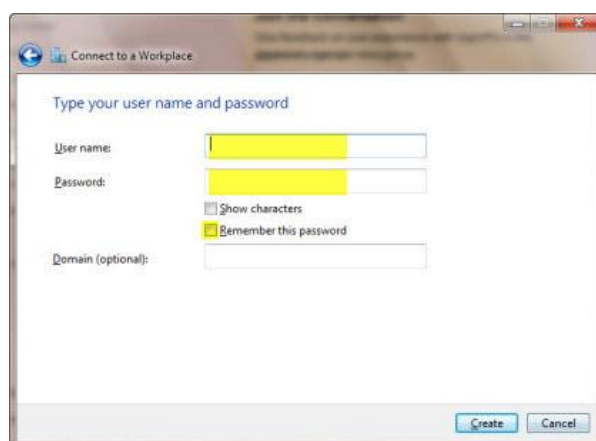 Connect to a Workplace
Type your user name and password
User name:
Password:
Show characters
Remember this password
Domain (optional):
Create
Cancel